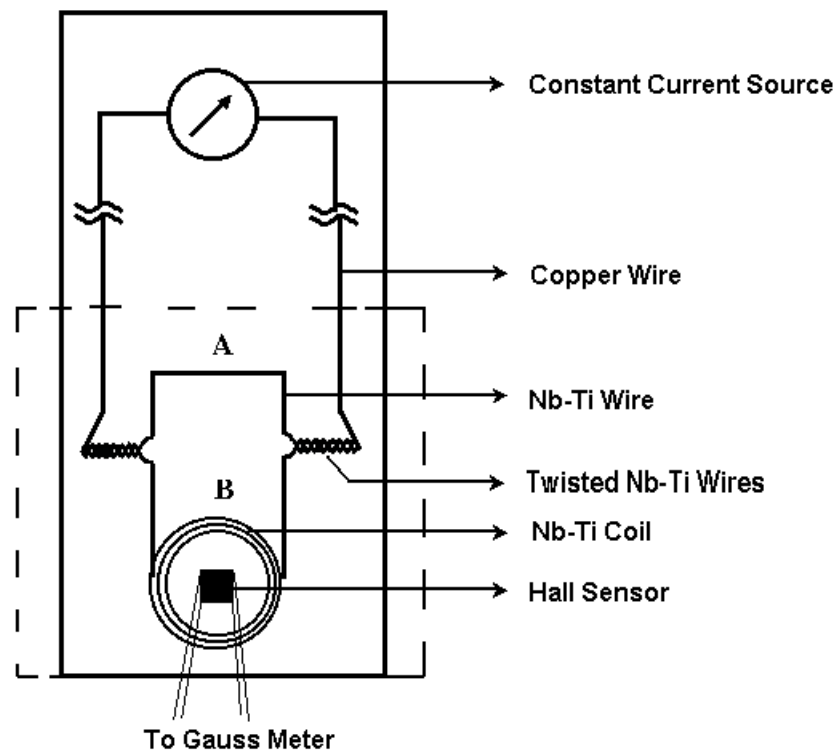 Constant Current Source
Copper Wire
A
Nb-Ti Wire
B
Twisted Nb-Ti Wires
Nb-Ti Coil
Hall Sensor
To Gauss Meter